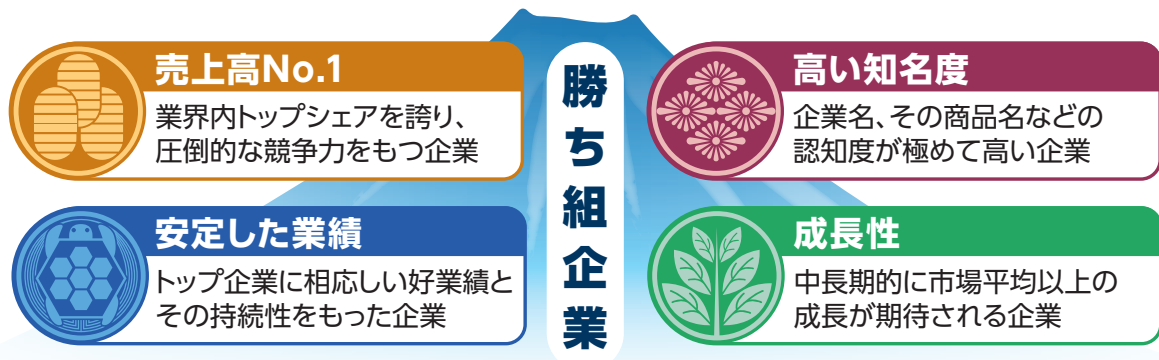 売上高No.1
業界内トップシェアを誇り、
圧倒的な競争力をもつ企業
安定した業績
トップ企業に相応しい好業績と
その持続性をもった企業
勝ち組企業
高い知名度
企業名、その商品名などの
認知度が極めて高い企業
成長性
中長期的に市場平均以上の
成長が期待される企業